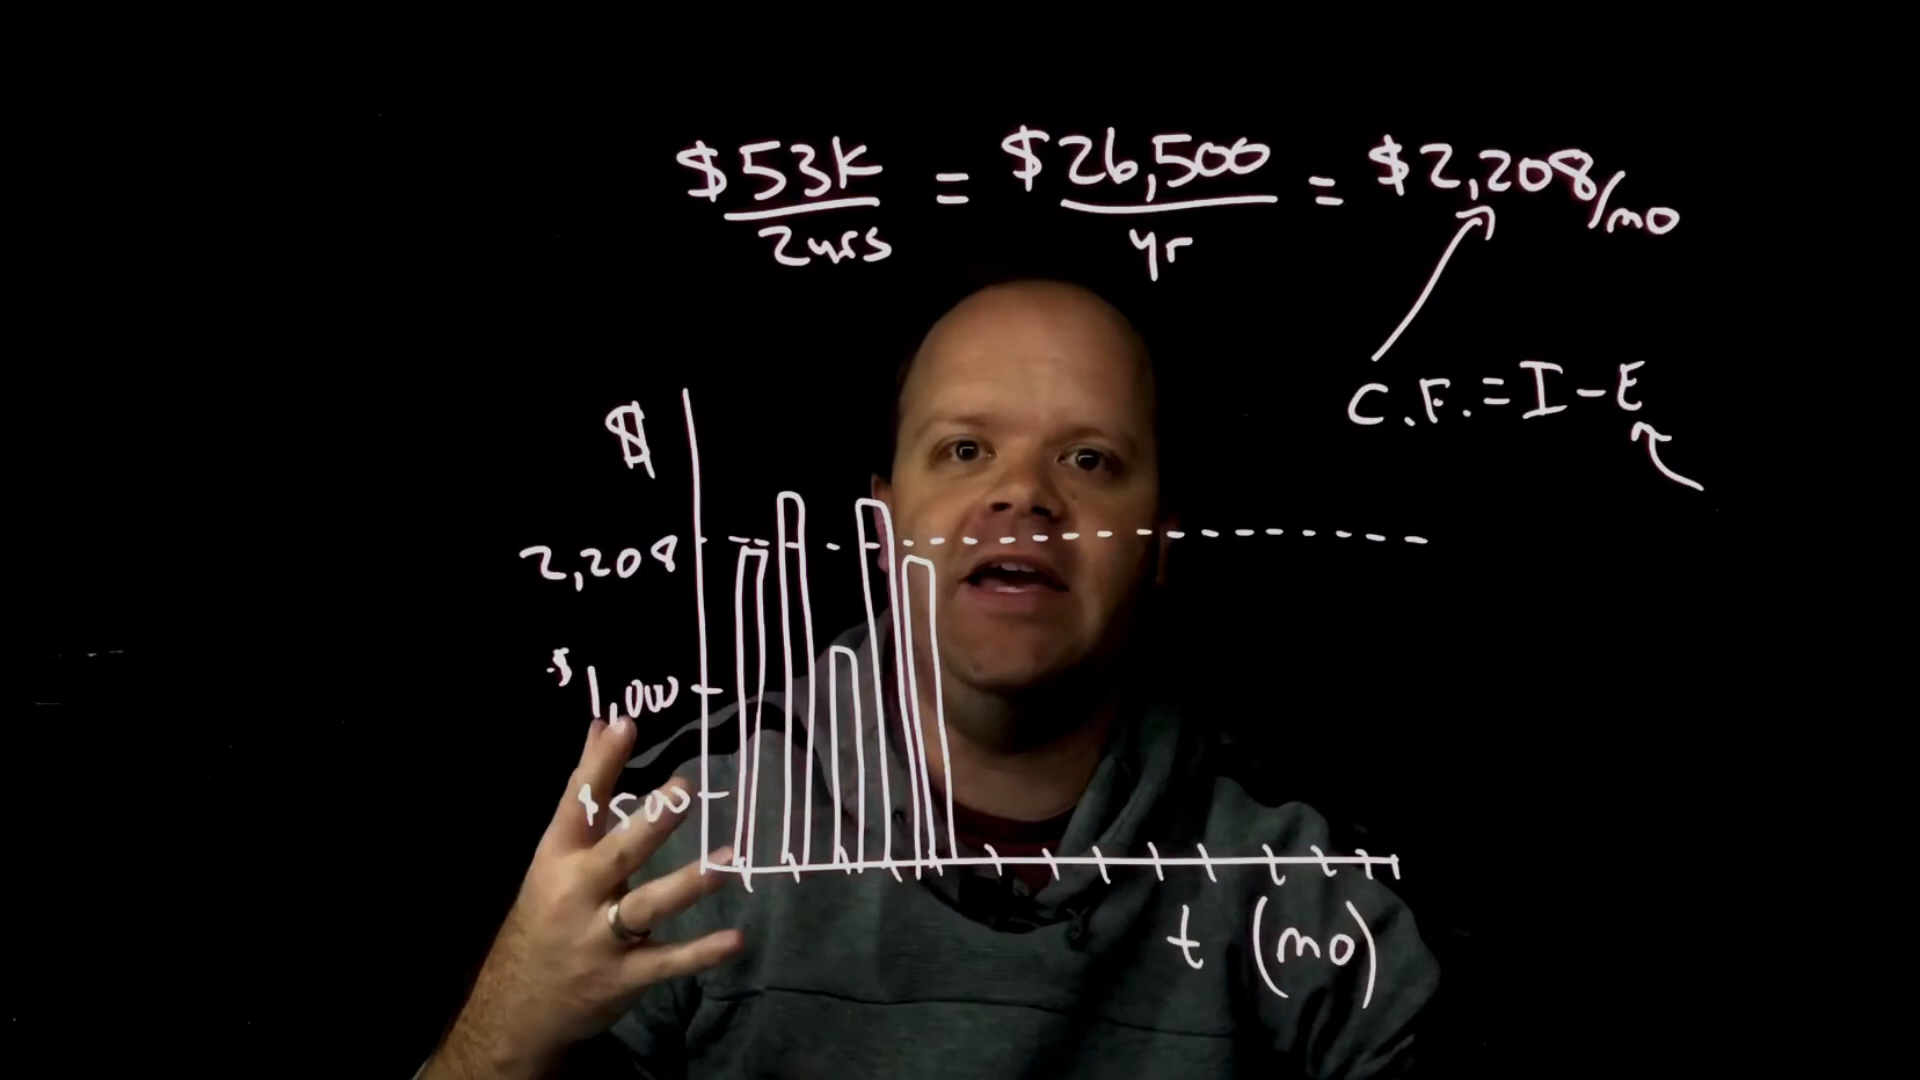 $53K/2yrs = $26,500/yr = $2,208/mo
C.F. = I - E
$
2,208
$1,000
$500
t (mo)